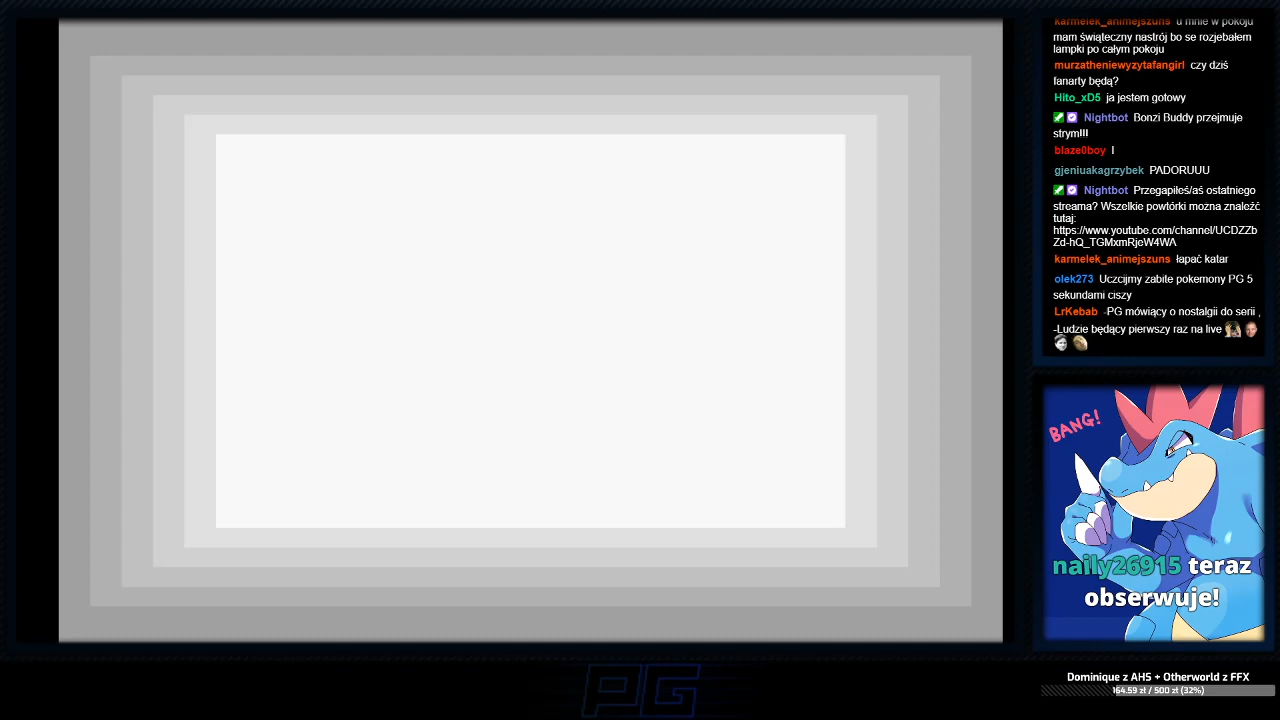 karmelek_animejszuns u mnie w pokoju
mam świąteczny nastrój bo se rozjebałem
lampki po całym pokoju
murzatheniewyzytafangirl czy dziś
fanarty będą?
Hito_xD5 ja jestem gotowy
Nightbot Bonzi Buddy przejmuje
strym!!!
blaze0boy I
gjeniuakagrzybek PADORUUU
Nightbot Przegapiłeś/aś ostatniego
streama? Wszelkie powtórki mozna znaleźć
tutaj:
https://www.youtube.com/channel/UCDZZb
Zd-hQ_TGMxmRjeW4WA
karmelek_animejszuns łapać katar
olek273 Uczcijmy zabite pokemony PG 5
sekundami ciszy
LrKebab -PG mówiący o nostalgii do serii ,
-Ludzie będący pierwszy raz na live
BANG!
naily26915 teraz
obserwuje!
PG
Dominique z AHS + Otherworld z FFX
164.59 zł / 500 zł (32%)